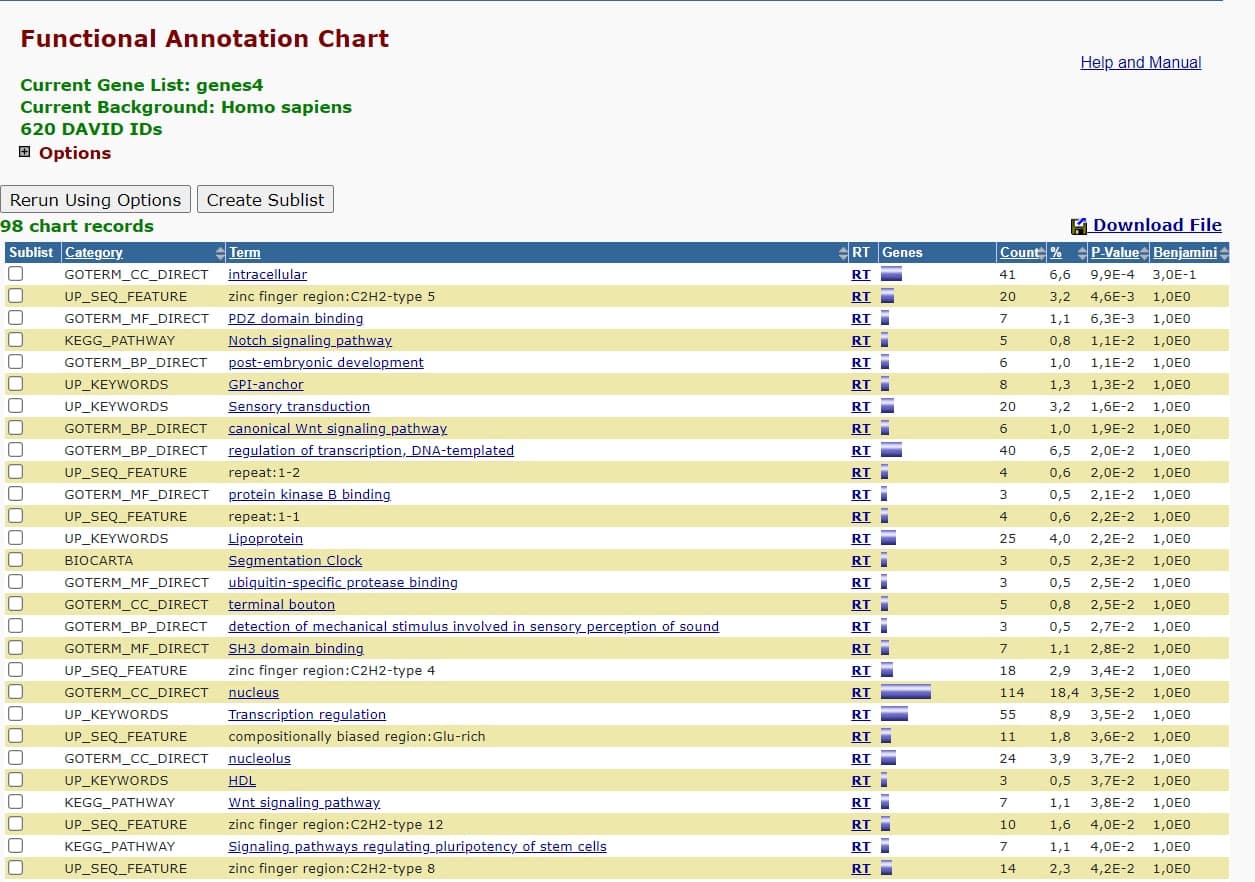 Functional Annotation Chart
Help and Manual
Current Gene List: genes4
Current Background: Homo sapiens
620 DAVID IDs
Options
Rerun Using Options Create Sublist
98 chart records Download File
Sublist Category Term RT Genes Count % P-Value Benjamini
GOTERM_CC_DIRECT intracellular RT 41 6,6 9,9E-4 3,0E-1
UP_SEQ_FEATURE zinc finger region:C2H2-type 5 RT 20 3,2 4,6E-3 1,0E0
GOTERM_MF_DIRECT PDZ domain binding RT 7 1,1 6,3E-3 1,0E0
KEGG_PATHWAY Notch signaling pathway RT 5 0,8 1,1E-2 1,0E0
GOTERM_BP_DIRECT post-embryonic development RT 6 1,0 1,1E-2 1,0E0
UP_KEYWORDS GPI-anchor RT 8 1,3 1,3E-2 1,0E0
UP_KEYWORDS Sensory transduction RT 20 3,2 1,6E-2 1,0E0
GOTERM_BP_DIRECT canonical Wnt signaling pathway RT 6 1,0 1,9E-2 1,0E0
GOTERM_BP_DIRECT regulation of transcription, DNA-templated RT 40 6,5 2,0E-2 1,0E0
UP_SEQ_FEATURE repeat:1-2 RT 4 0,6 2,0E-2 1,0E0
GOTERM_MF_DIRECT protein kinase B binding RT 3 0,5 2,1E-2 1,0E0
UP_SEQ_FEATURE repeat:1-1 RT 4 0,6 2,2E-2 1,0E0
UP_KEYWORDS Lipoprotein RT 25 4,0 2,2E-2 1,0E0
BIOCARTA Segmentation Clock RT 3 0,5 2,3E-2 1,0E0
GOTERM_MF_DIRECT ubiquitin-specific protease binding RT 3 0,5 2,5E-2 1,0E0
GOTERM_CC_DIRECT terminal bouton RT 5 0,8 2,5E-2 1,0E0
GOTERM_BP_DIRECT detection of mechanical stimulus involved in sensory perception of sound RT 3 0,5 2,7E-2 1,0E0
GOTERM_MF_DIRECT SH3 domain binding RT 7 1,1 2,8E-2 1,0E0
UP_SEQ_FEATURE zinc finger region:C2H2-type 4 RT 18 2,9 3,4E-2 1,0E0
GOTERM_CC_DIRECT nucleus RT 114 18,4 3,5E-2 1,0E0
UP_KEYWORDS Transcription regulation RT 55 8,9 3,5E-2 1,0E0
UP_SEQ_FEATURE compositionally biased region:Glu-rich RT 11 1,8 3,6E-2 1,0E0
GOTERM_CC_DIRECT nucleolus RT 24 3,9 3,7E-2 1,0E0
UP_KEYWORDS HDL RT 3 0,5 3,7E-2 1,0E0
KEGG_PATHWAY Wnt signaling pathway RT 7 1,1 3,8E-2 1,0E0
UP_SEQ_FEATURE zinc finger region:C2H2-type 12 RT 10 1,6 4,0E-2 1,0E0
KEGG_PATHWAY Signaling pathways regulating pluripotency of stem cells RT 7 1,1 4,0E-2 1,0E0
UP_SEQ_FEATURE zinc finger region:C2H2-type 8 RT 14 2,3 4,2E-2 1,0E0